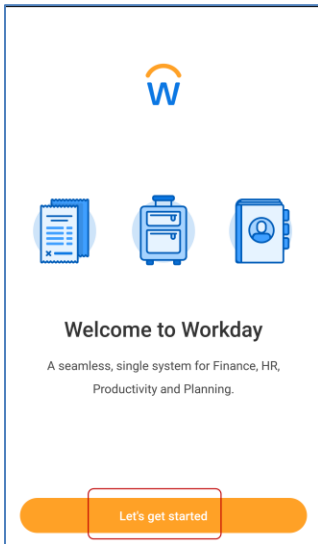 W
Welcome to Workday
A seamless, single system for Finance, HR,
Productivity and Planning.
Let's get started